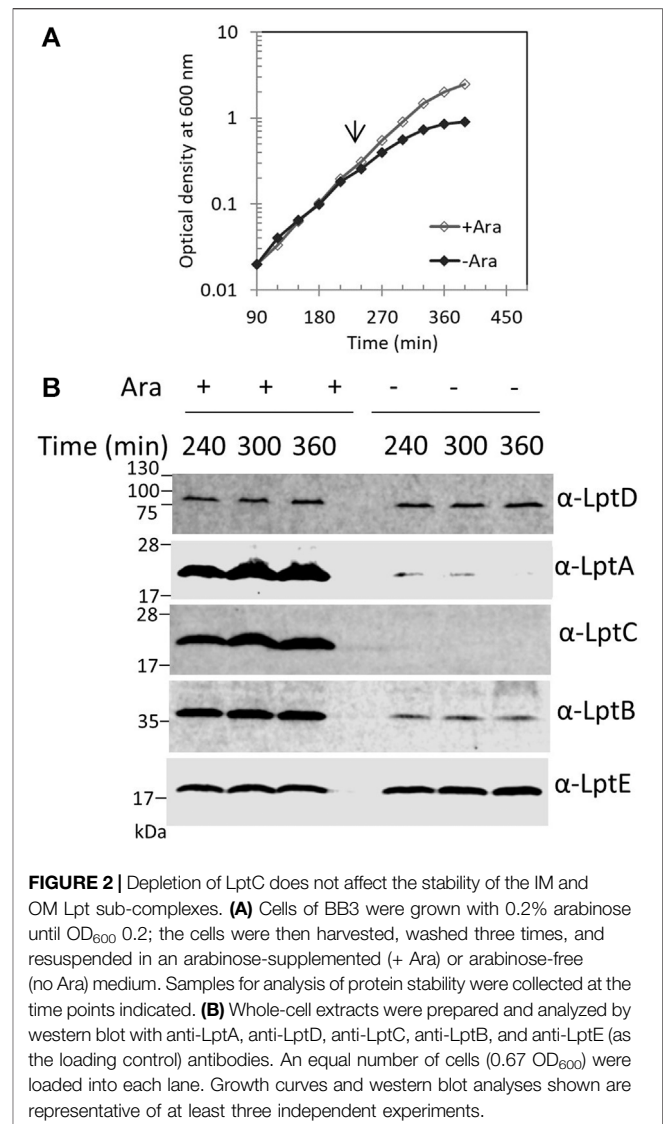 A
10
1
0.1
0.01
Optical density at 600 nm
+Ara
-Ara
90 180 270 360 450
Time (min)
B
Ara + + + - - -
Time (min) 240 300 360 240 300 360
130
100
75
α-LptD
28
17
α-LptA
28
17
α-LptC
35
α-LptB
17
α-LptE
kDa
FIGURE 2 | Depletion of LptC does not affect the stability of the IM and
OM Lpt sub-complexes. (A) Cells of BB3 were grown with 0.2% arabinose
until OD600 0.2; the cells were then harvested, washed three times, and
resuspended in an arabinose-supplemented (+ Ara) or arabinose-free
(no Ara) medium. Samples for analysis of protein stability were collected at the
time points indicated. (B) Whole-cell extracts were prepared and analyzed by
western blot with anti-LptA, anti-LptD, anti-LptC, anti-LptB, and anti-LptE (as
the loading control) antibodies. An equal number of cells (0.67 OD600) were
loaded into each lane. Growth curves and western blot analyses shown are
representative of at least three independent experiments.